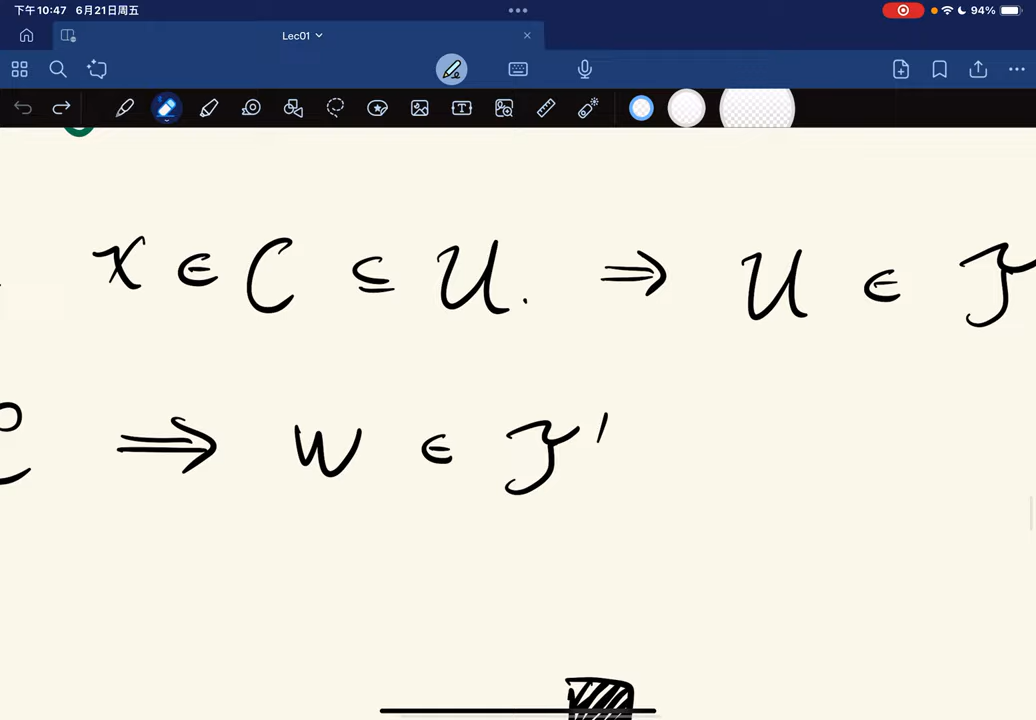 下午10:47 6月21日周五
94%
Lec01
x ∈ C ⊆ U. ⇒ U ∈ 𝒯
⇒ W ∈ 𝒯'